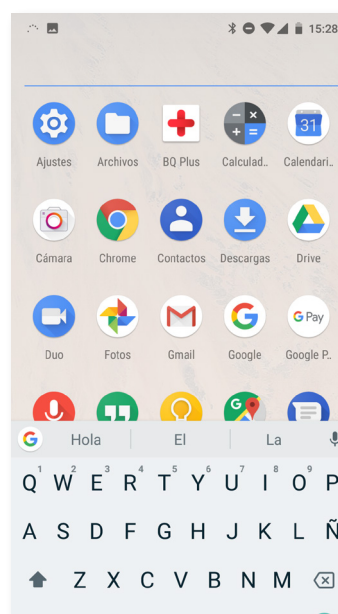 15:28
31
Ajustes Archivos BQ Plus Calculad.. Calendari..
Cámara Chrome Contactos Descargas Drive
G Pay
Duo Fotos Gmail Google Google P..
Hola El La
1 2 3 4 5 6 7 8 9
Q W E R T Y U I O P
A S D F G H J K L Ñ
Z X C V B N M